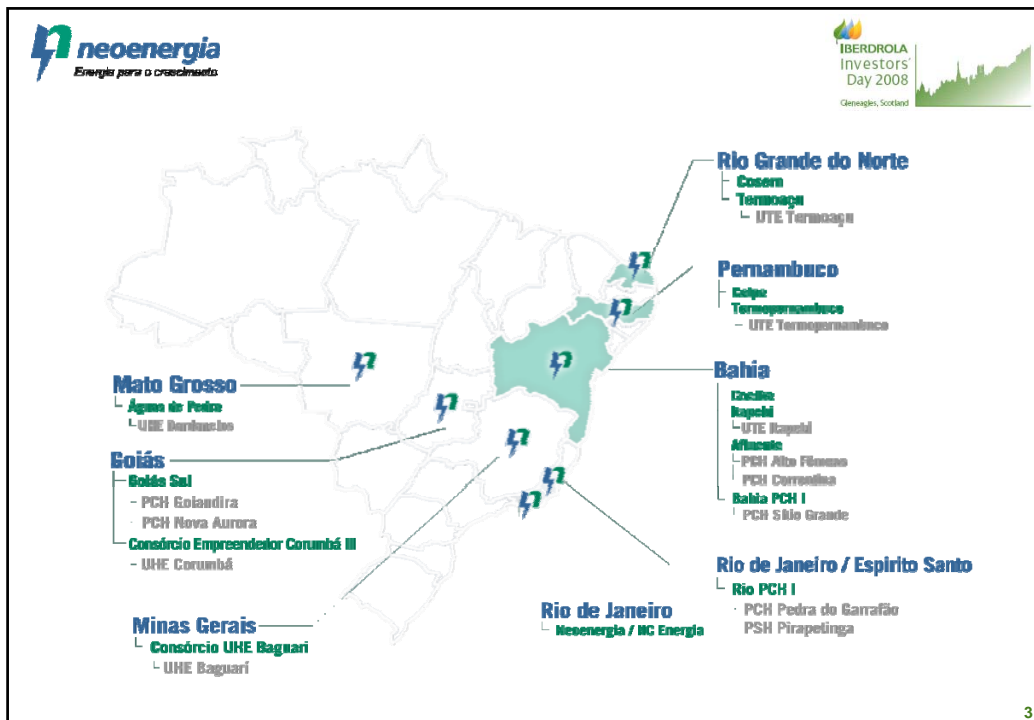 neoenergia
Energia para o crescimento
IBERDROLA
Investors'
Day 2008
Gleneagles, Scotland
Rio Grande do Norte
Cosern
Termoaçu
UTE Termoaçu
Pernambuco
Celpe
Termopernambuco
UTE Termopernambuco
Bahia
Coelba
Itapebi
UTE Itapebi
Afluente
PCH Alto Fêmeas
PCH Correntina
Bahia PCH I
PCH Sítio Grande
Mato Grosso
Águas de Pedra
UHE Dardanelos
Goiás
Goiás Sul
- PCH Goiandira
· PCH Nova Aurora
Consórcio Empreendedor Corumbá III
- UHE Corumbá
Minas Gerais
Consórcio UHE Baguari
UHE Baguarí
Rio de Janeiro
Neoenergia / NC Energia
Rio de Janeiro / Espirito Santo
Rio PCH I
· PCH Pedra do Garrafão
PSH Pirapetinga
3